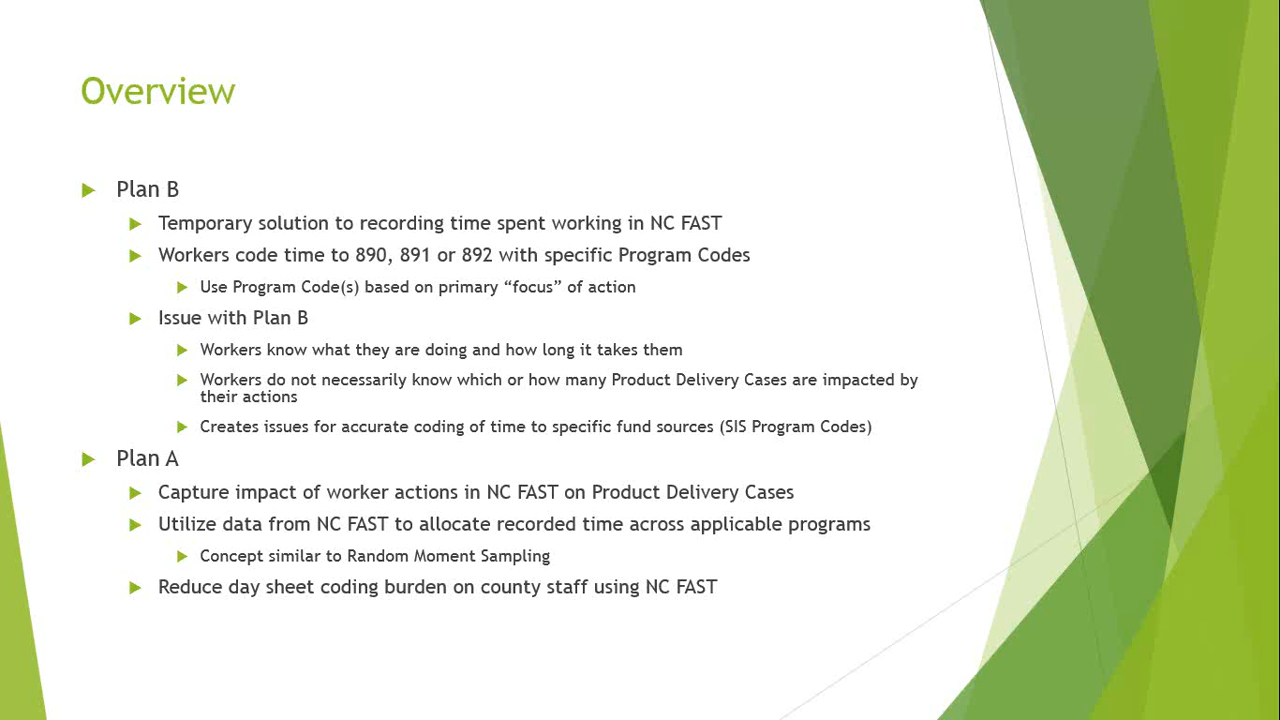 Overview
Plan B
Temporary solution to recording time spent working in NC FAST
Workers code time to 890, 891 or 892 with specific Program Codes
Use Program Code(s) based on primary “focus” of action
Issue with Plan B
Workers know what they are doing and how long it takes them
Workers do not necessarily know which or how many Product Delivery Cases are impacted by
their actions
Creates issues for accurate coding of time to specific fund sources (SIS Program Codes)
Plan A
Capture impact of worker actions in NC FAST on Product Delivery Cases
Utilize data from NC FAST to allocate recorded time across applicable programs
Concept similar to Random Moment Sampling
Reduce day sheet coding burden on county staff using NC FAST